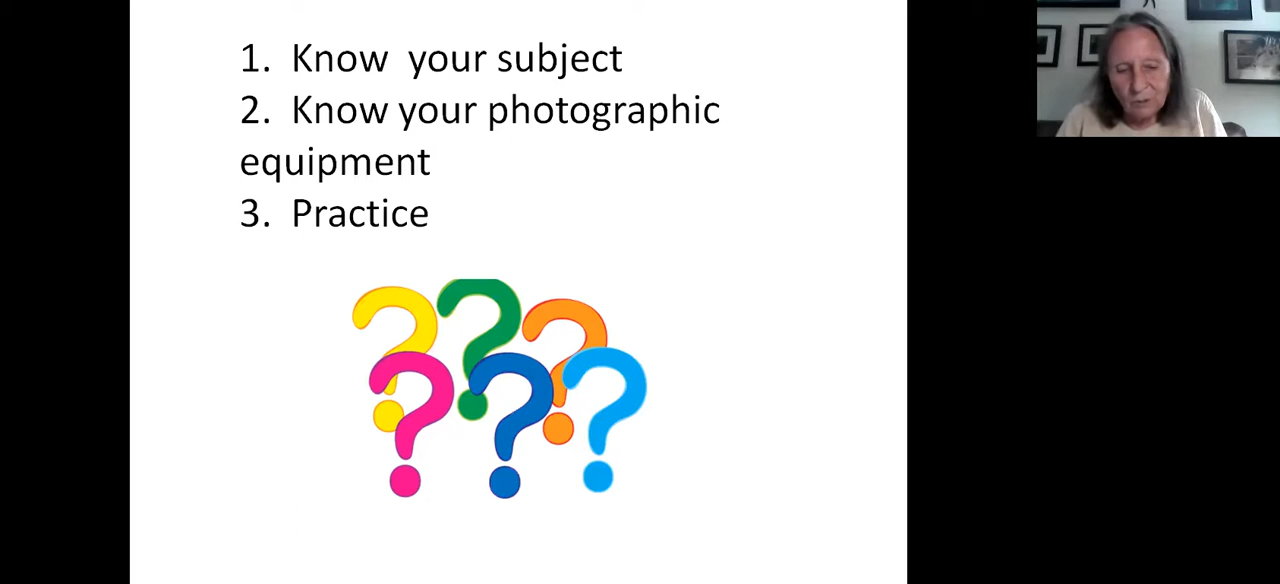 1. Know your subject
2. Know your photographic
equipment
3. Practice
? ? ?
? ? ?